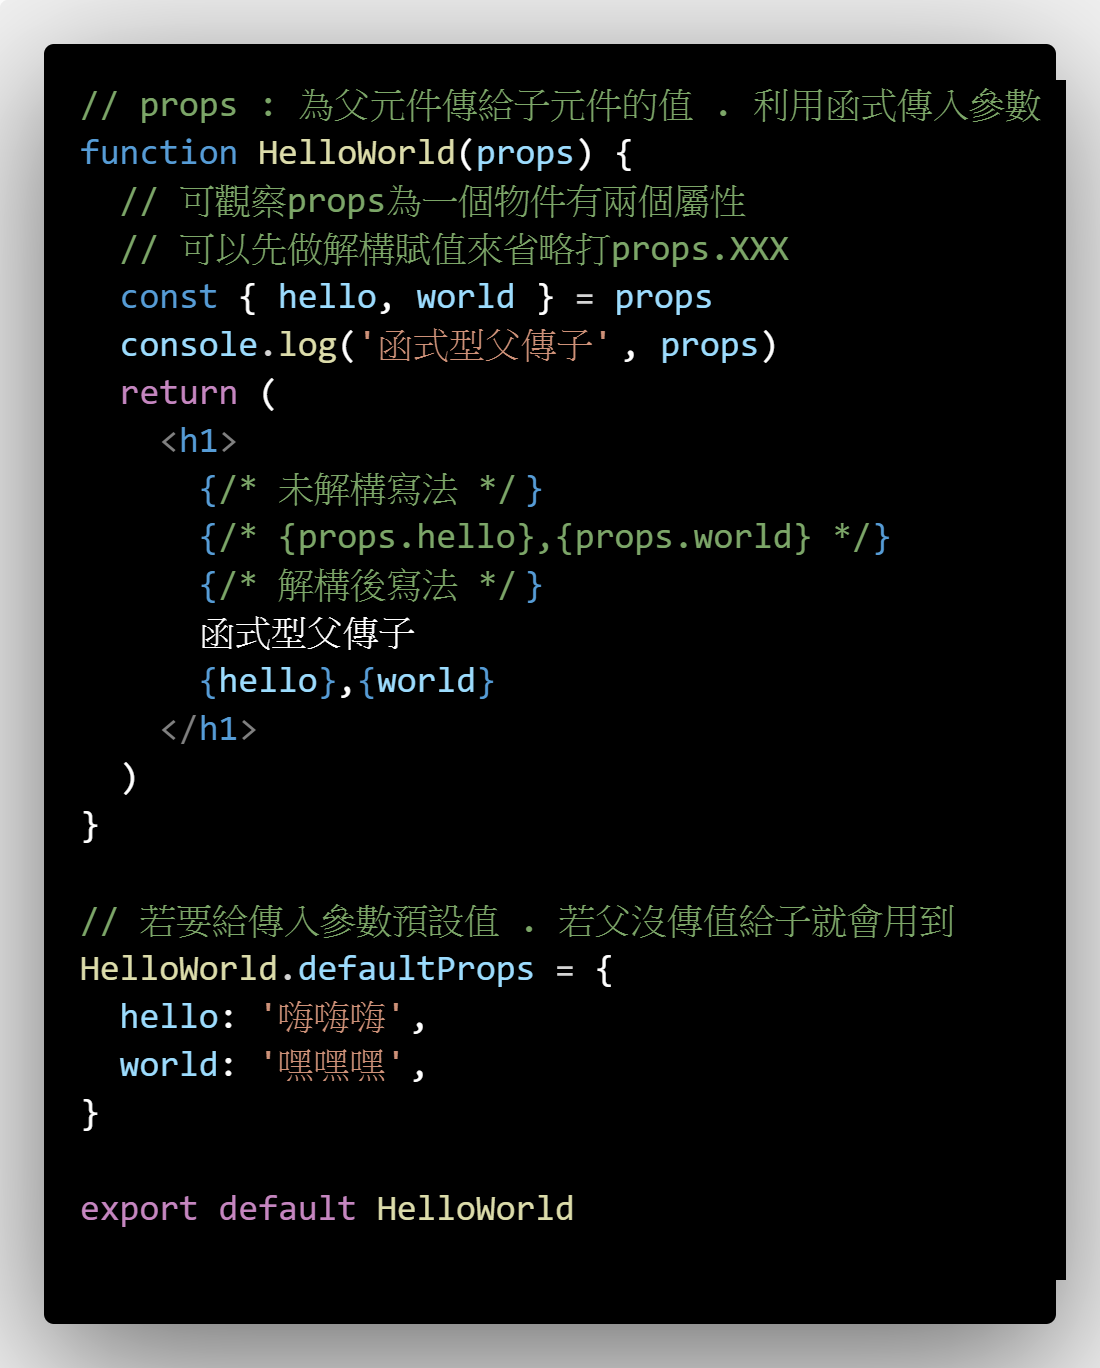 // props : 為父元件傳給子元件的值 . 利用函式傳入參數
function HelloWorld(props) {
  // 可觀察props為一個物件有兩個屬性
  // 可以先做解構賦值來省略打props.XXX
  const { hello, world } = props
  console.log('函式型父傳子', props)
  return (
    <h1>
      {/* 未解構寫法 */}
      {/* {props.hello},{props.world} */}
      {/* 解構後寫法 */}
      函式型父傳子
      {hello},{world}
    </h1>
  )
}
// 若要給傳入參數預設值 . 若父沒傳值給子就會用到
HelloWorld.defaultProps = {
  hello: '嗨嗨嗨',
  world: '嘿嘿嘿',
}
export default HelloWorld